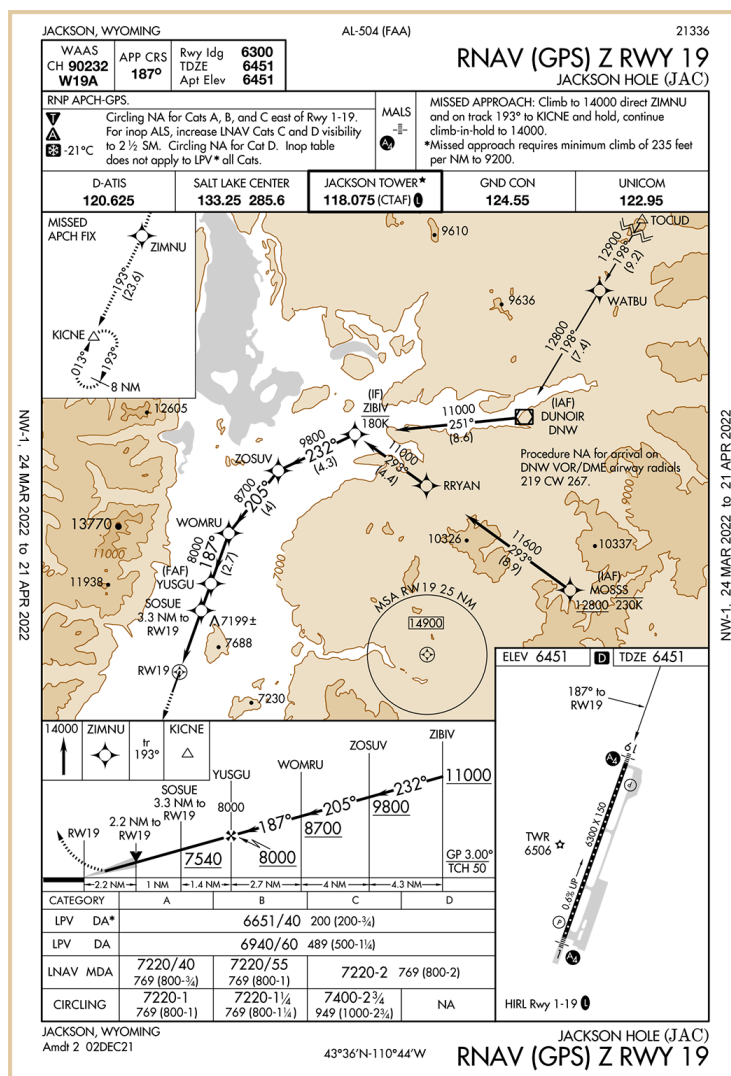 JACKSON, WYOMING
AL-504 (FAA)
21336
WAAS
CH 90232
W19A
APP CRS
187°
Rwy ldg 6300
TDZE 6451
Apt Elev 6451
RNAV (GPS) Z RWY 19
JACKSON HOLE (JAC)
RNP APCH-GPS.
T
A
-21°C
Circling NA for Cats A, B, and C east of Rwy 1-19.
For inop ALS, increase LNAV Cats C and D visibility
to 2 ½ SM. Circling NA for Cat D. Inop table
does not apply to LPV* all Cats.
MALS
A4
MISSED APPROACH: Climb to 14000 direct ZIMNU
and on track 193° to KICNE and hold, continue
climb-in-hold to 14000.
*Missed approach requires minimum climb of 235 feet
per NM to 9200.
D-ATIS
120.625
SALT LAKE CENTER
133.25 285.6
JACKSON TOWER*
118.075 (CTAF) L
GND CON
124.55
UNICOM
122.95
MISSED
APCH FIX
ZIMNU
193°
(23.6)
KICNE
013°
193°
8 NM
9610
TOCUD
12900
198°
(9.2)
9636
WATBU
12800
198°
(7.4)
12605
(IF)
ZIBIV
180K
11000
251°
(8.6)
(IAF)
DUNOIR
DNW
9800
232°
(4.3)
11000
293°
(4.4)
Procedure NA for arrival on
DNW VOR/DME airway radials
219 CW 267.
ZOSUV
RRYAN
8700
205°
(4)
9000
13770
11000
WOMRU
10326
11600
293°
(8.9)
10337
8000
187°
(2.7)
7000
11938
(FAF)
YUSGU
(IAF)
MOSSS
12800 230K
SOSUE
3.3 NM to
RW19
7199±
7688
MSA RW19 25 NM
14900
RW19
7230
ELEV 6451
D
TDZE 6451
187° to
RW19
19
A4
P
TWR
6506
6300 X 150
0.6% UP
P
1
A4
HIRL Rwy 1-19 L
14000
ZIMNU
tr
193°
KICNE
ZIBIV
ZOSUV
WOMRU
YUSGU
8000
SOSUE
3.3 NM to
RW19
2.2 NM to
RW19
RW19
11000
232°
9800
205°
8700
187°
8000
7540
GP 3.00°
TCH 50
2.2 NM
1 NM
1.4 NM
2.7 NM
4 NM
4.3 NM
CATEGORY A B C D
LPV DA* 6651/40 200 (200-¾)
LPV DA 6940/60 489 (500-1¼)
LNAV MDA
7220/40
769 (800-¾)
7220/55
769 (800-1)
7220-2 769 (800-2)
CIRCLING
7220-1
769 (800-1)
7220-1¼
769 (800-1¼)
7400-2¾
949 (1000-2¾)
NA
JACKSON, WYOMING
Amdt 2 02DEC21
43°36'N-110°44'W
JACKSON HOLE (JAC)
RNAV (GPS) Z RWY 19
NW-1, 24 MAR 2022 to 21 APR 2022
NW-1, 24 MAR 2022 to 21 APR 2022